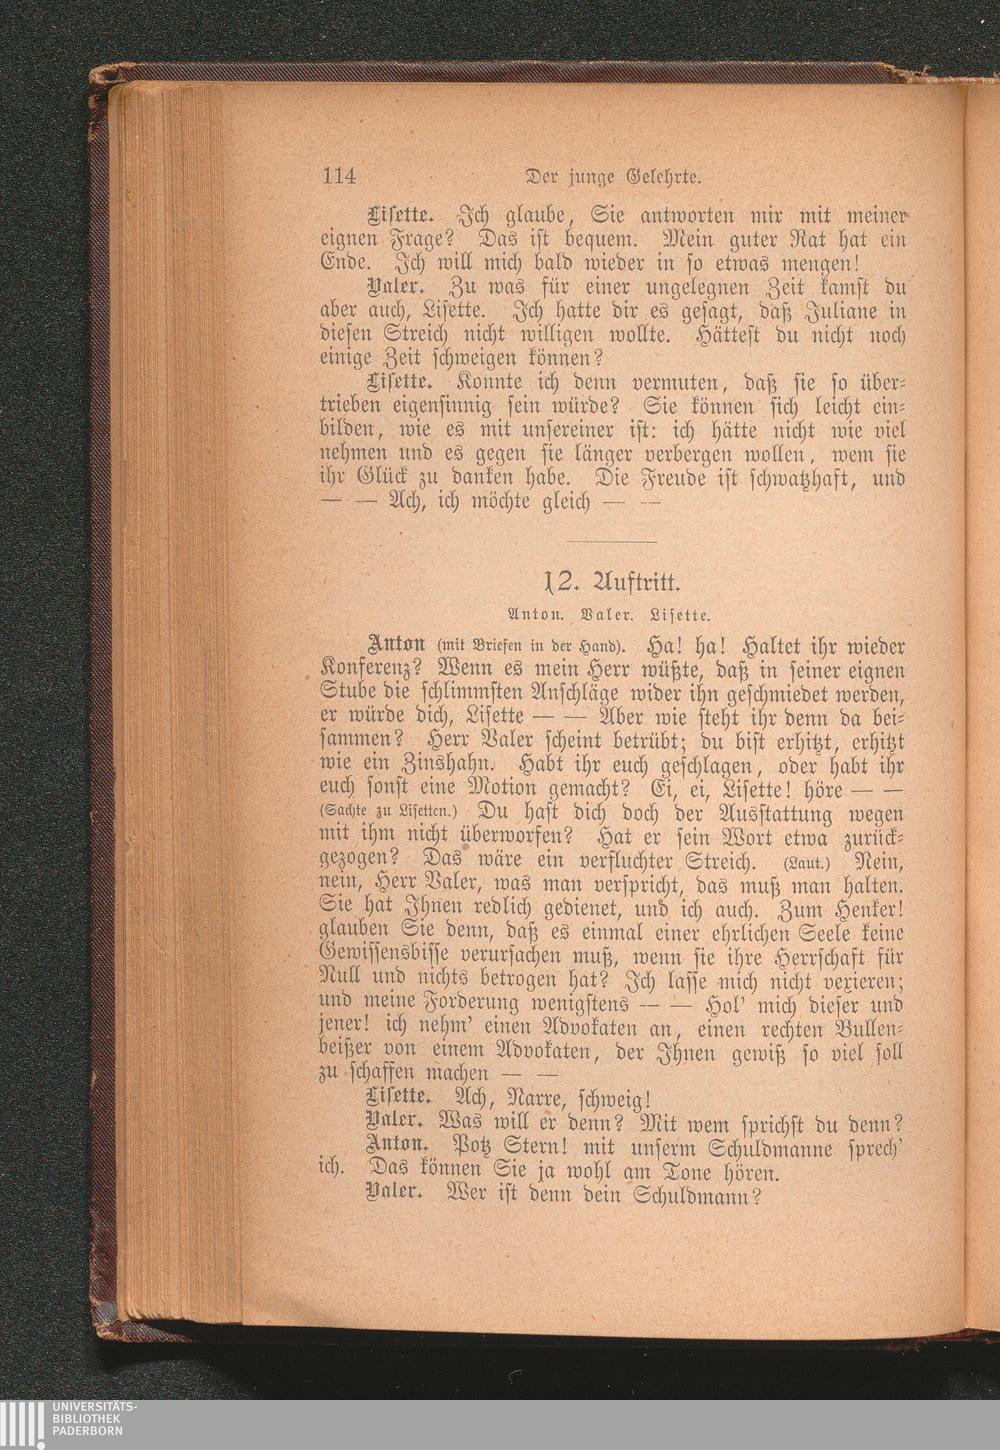 114 Der junge Gelehrte.
Lisette. Ich glaube, Sie antworten mir mit meiner
eignen Frage? Das ist bequem. Mein guter Rat hat ein
Ende. Ich will mich bald wieder in so etwas mengen!
Valer. Zu was für einer ungelegnen Zeit kamst du
aber auch, Lisette. Ich hatte dir es gesagt, daß Juliane in
diesen Streich nicht willigen wollte. Hättest du nicht noch
einige Zeit schweigen können?
Lisette. Konnte ich denn vermuten, daß sie so über-
trieben eigensinnig sein würde? Sie können sich leicht ein-
bilden, wie es mit unsereiner ist: ich hätte nicht wie viel
nehmen und es gegen sie länger verbergen wollen, wem sie
ihr Glück zu danken habe. Die Freude ist schwatzhaft, und
— — Ach, ich möchte gleich — —
12. Auftritt.
Anton. Valer. Lisette.
Anton (mit Briefen in der Hand). Ha! ha! Haltet ihr wieder
Konferenz? Wenn es mein Herr wüßte, daß in seiner eignen
Stube die schlimmsten Anschläge wider ihn geschmiedet werden,
er würde dich, Lisette — — Aber wie steht ihr denn da bei-
sammen? Herr Valer scheint betrübt; du bist erhitzt, erhitzt
wie ein Zinshahn. Habt ihr euch geschlagen, oder habt ihr
euch sonst eine Motion gemacht? Ei, ei, Lisette! höre — —
(Sachte zu Lisetten.) Du hast dich doch der Ausstattung wegen
mit ihm nicht überworfen? Hat er sein Wort etwa zurück-
gezogen? Das wäre ein verfluchter Streich. (Laut.) Nein,
nein, Herr Valer, was man verspricht, das muß man halten.
Sie hat Ihnen redlich gedienet, und ich auch. Zum Henker!
glauben Sie denn, daß es einmal einer ehrlichen Seele keine
Gewissensbisse verursachen muß, wenn sie ihre Herrschaft für
Null und nichts betrogen hat? Ich lasse mich nicht vexieren;
und meine Forderung wenigstens — — Hol' mich dieser und
jener! ich nehm' einen Advokaten an, einen rechten Bullen-
beißer von einem Advokaten, der Ihnen gewiß so viel soll
zu schaffen machen — —
Lisette. Ach, Narre, schweig!
Valer. Was will er denn? Mit wem sprichst du denn?
Anton. Potz Stern! mit unserm Schuldmanne sprech'
ich. Das können Sie ja wohl am Tone hören.
Valer. Wer ist denn dein Schuldmann?
UNIVERSITÄTS-
BIBLIOTHEK
PADERBORN